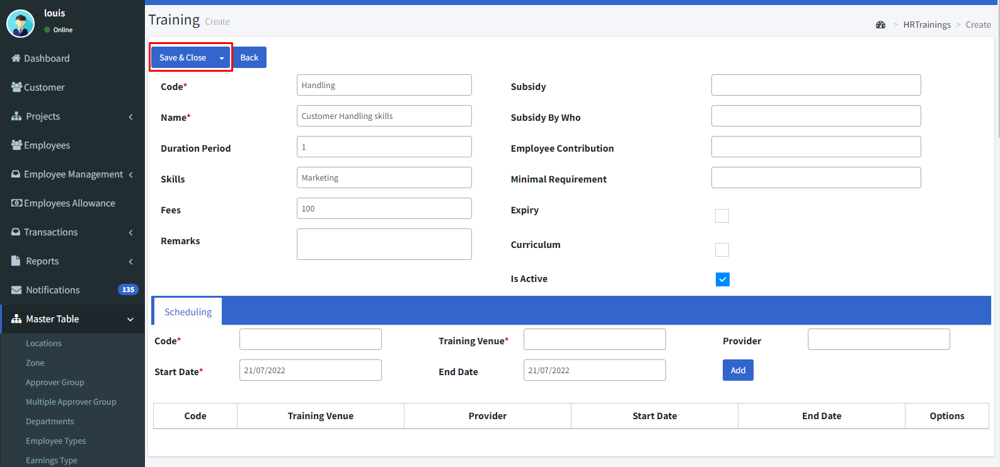 louis
Online
Dashboard
Customer
Projects
Employees
Employee Management
Employees Allowance
Transactions
Reports
Notifications 135
Master Table
Locations
Zone
Approver Group
Multiple Approver Group
Departments
Employee Types
Earnings Type
Training Create
> HRTrainings > Create
Save & Close Back
Code* Handling
Name* Customer Handling skills
Duration Period 1
Skills Marketing
Fees 100
Remarks
Subsidy
Subsidy By Who
Employee Contribution
Minimal Requirement
Expiry
Curriculum
Is Active
Scheduling
Code* Training Venue* Provider
Start Date* 21/07/2022 End Date 21/07/2022 Add
Code Training Venue Provider Start Date End Date Options